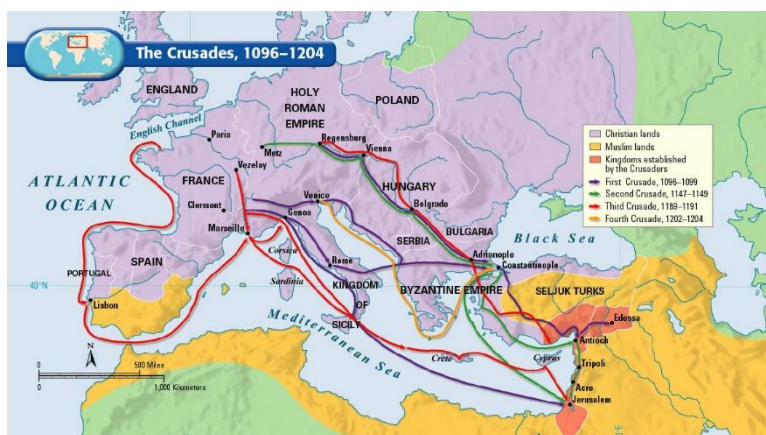 The Crusades, 1096–1204
ENGLAND
HOLY
ROMAN
EMPIRE
POLAND
English Channel
Paris
Metz
Regensburg
Vienna
Vezelay
ATLANTIC
OCEAN
FRANCE
Clermont
Venico
Genoa
HUNGARY
Belgrado
Marseille
Corsica
SERBIA
BULGARIA
Black Sea
PORTUGAL
SPAIN
Rome
Adrianople
Constantinople
40°N
Lisbon
Sardinia
KINGDOM
OF
SICILY
BYZANTINE EMPIRE
SELJUK TURKS
Edessa
Mediterranean Sea
Crete
Cyprus
Antioch
Tripoli
Acro
Jerusalem
N
0 500 Miles
0 1,000 Kilometers
Christian lands
Muslim lands
Kingdoms established
by the Crusaders
First Crusade, 1096–1099
Second Crusade, 1147–1149
Third Crusade, 1189–1191
Fourth Crusade, 1202–1204